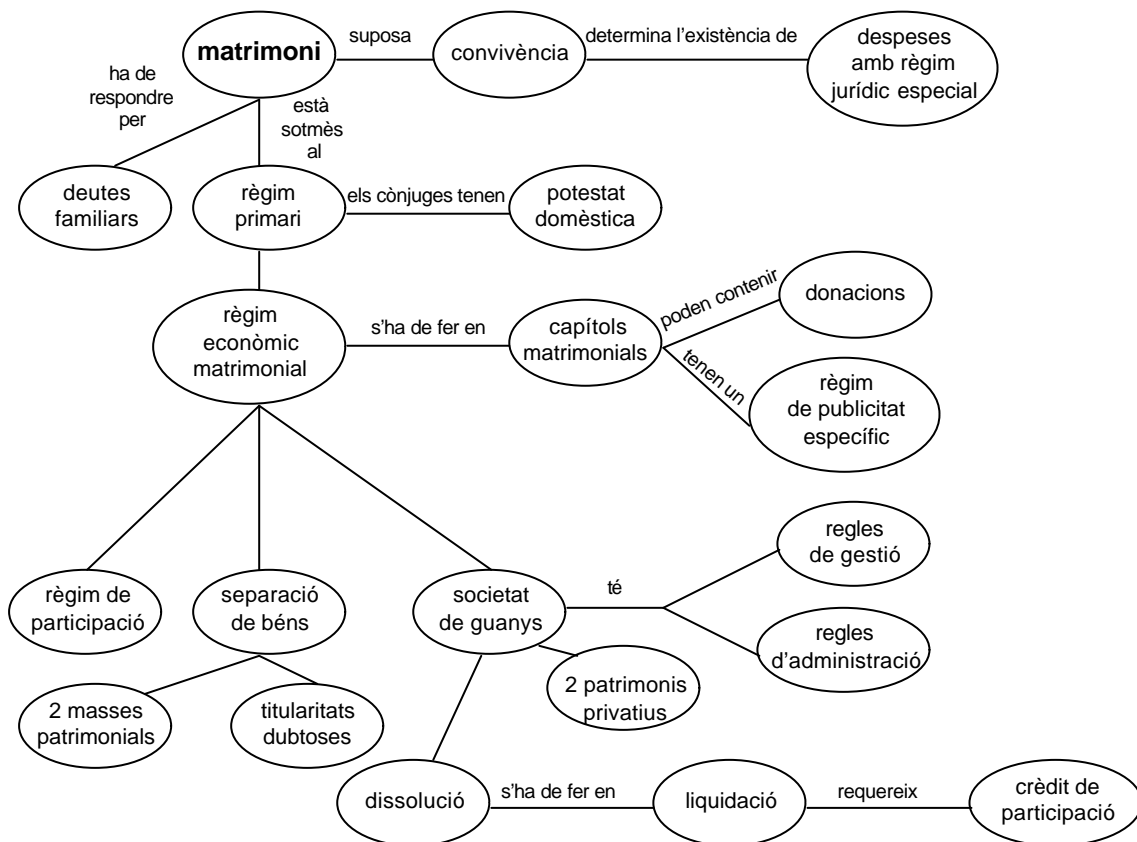 matrimoni
suposa
convivència
determina l'existència de
despeses
amb règim
jurídic especial
ha de
respondre
per
està
sotmès
al
deutes
familiars
règim
primari
els cònjuges tenen
potestat
domèstica
règim
econòmic
matrimonial
s'ha de fer en
capítols
matrimonials
poden contenir
donacions
tenen un
règim
de publicitat
específic
règim de
participació
separació
de béns
societat
de guanys
té
regles
de gestió
regles
d'administració
2 masses
patrimonials
titularitats
dubtoses
2 patrimonis
privatius
dissolució
s'ha de fer en
liquidació
requereix
crèdit de
participació